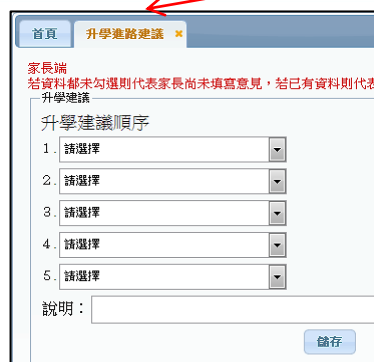 首頁 升學進路建議 ×
家長端
若資料都未勾選則代表家長尚未填寫意見，若已有資料則代表
升學建議
升學建議順序
1. 請選擇
2. 請選擇
3. 請選擇
4. 請選擇
5. 請選擇
說明：
儲存